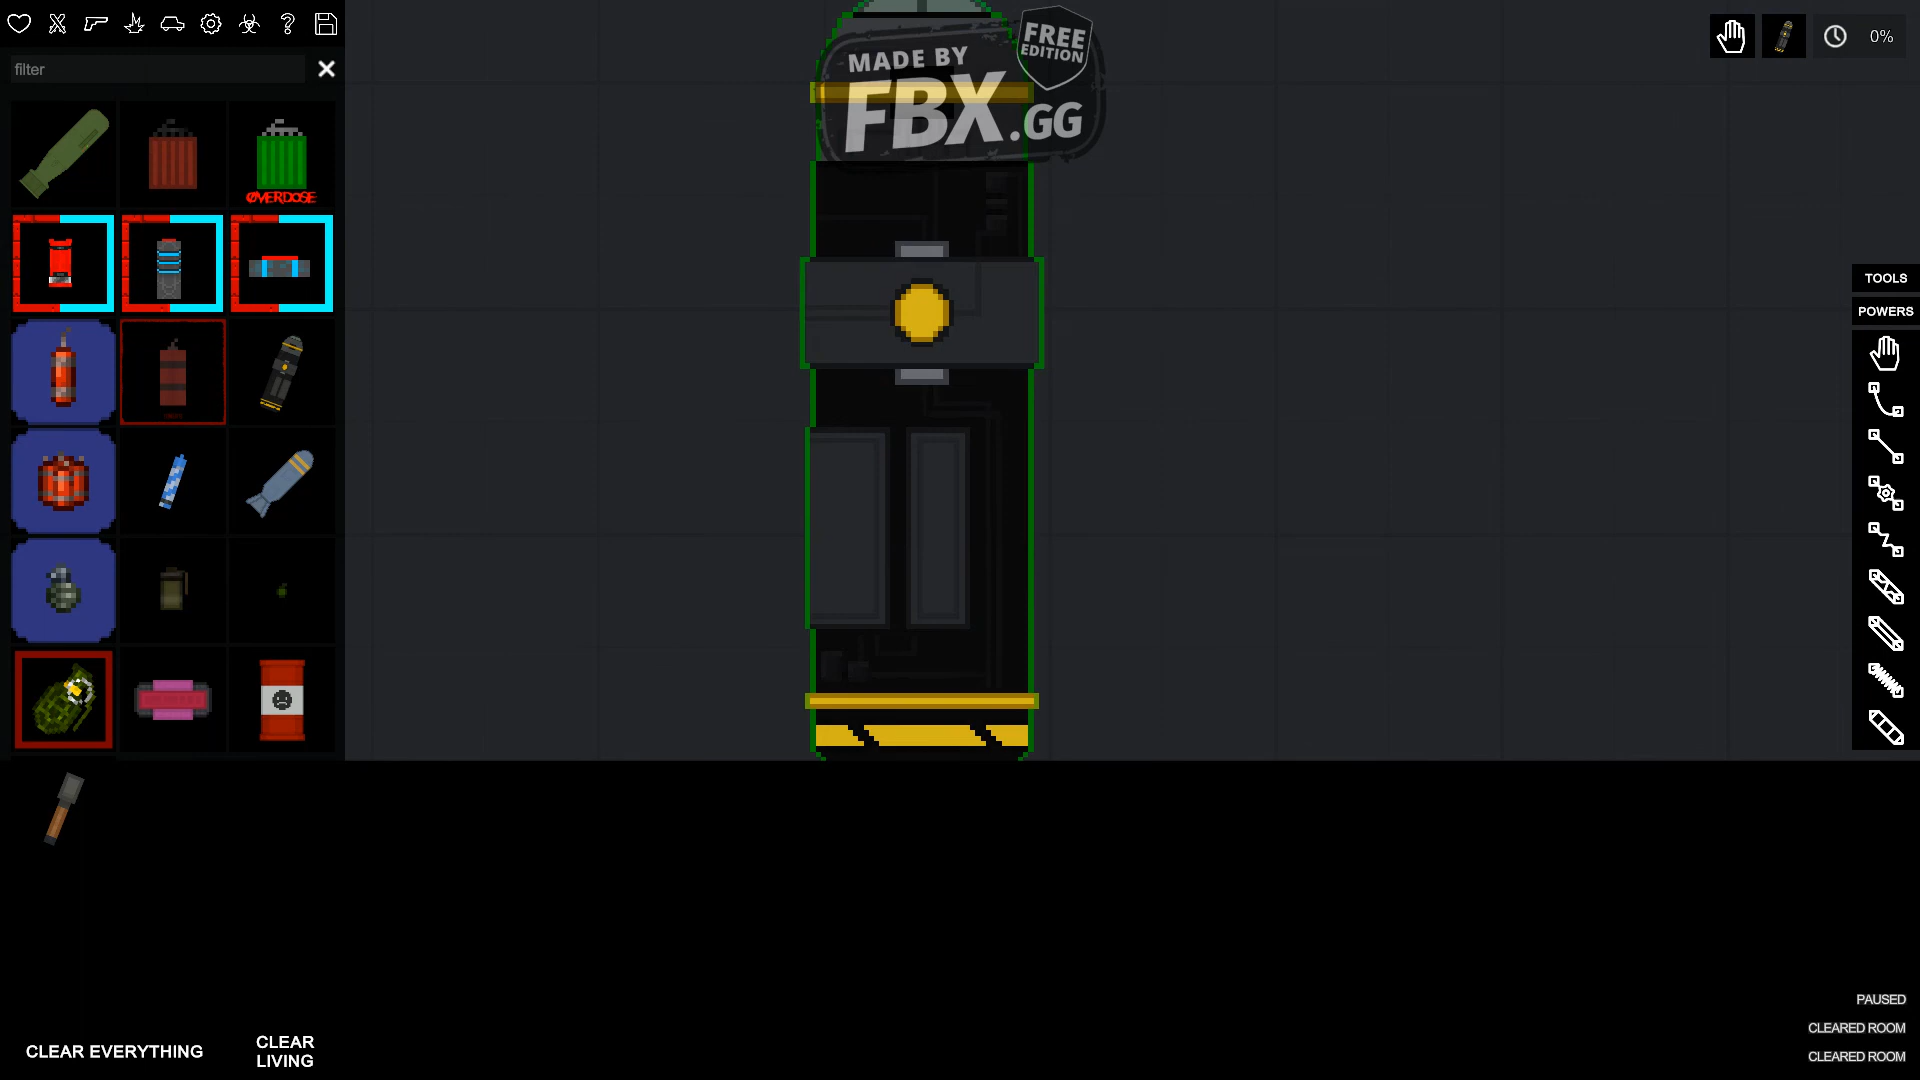 filter
OVERDOSE
MADE BY
FBX.GG
FREE
EDITION
0%
TOOLS
POWERS
CLEAR EVERYTHING
CLEAR
LIVING
PAUSED
CLEARED ROOM
CLEARED ROOM